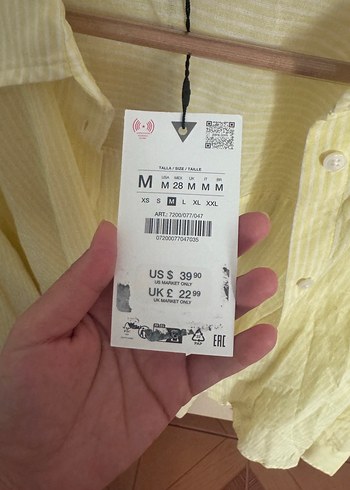 TALLA / SIZE / TAILLE
USA MEX UK IT BR
M M 28 M M M
XS S M L XL XXL
ART.: 7200/077/047
07200077047035
US $ 39 90
US MARKET ONLY
UK £ 22 99
UK MARKET ONLY
PAP
EAC